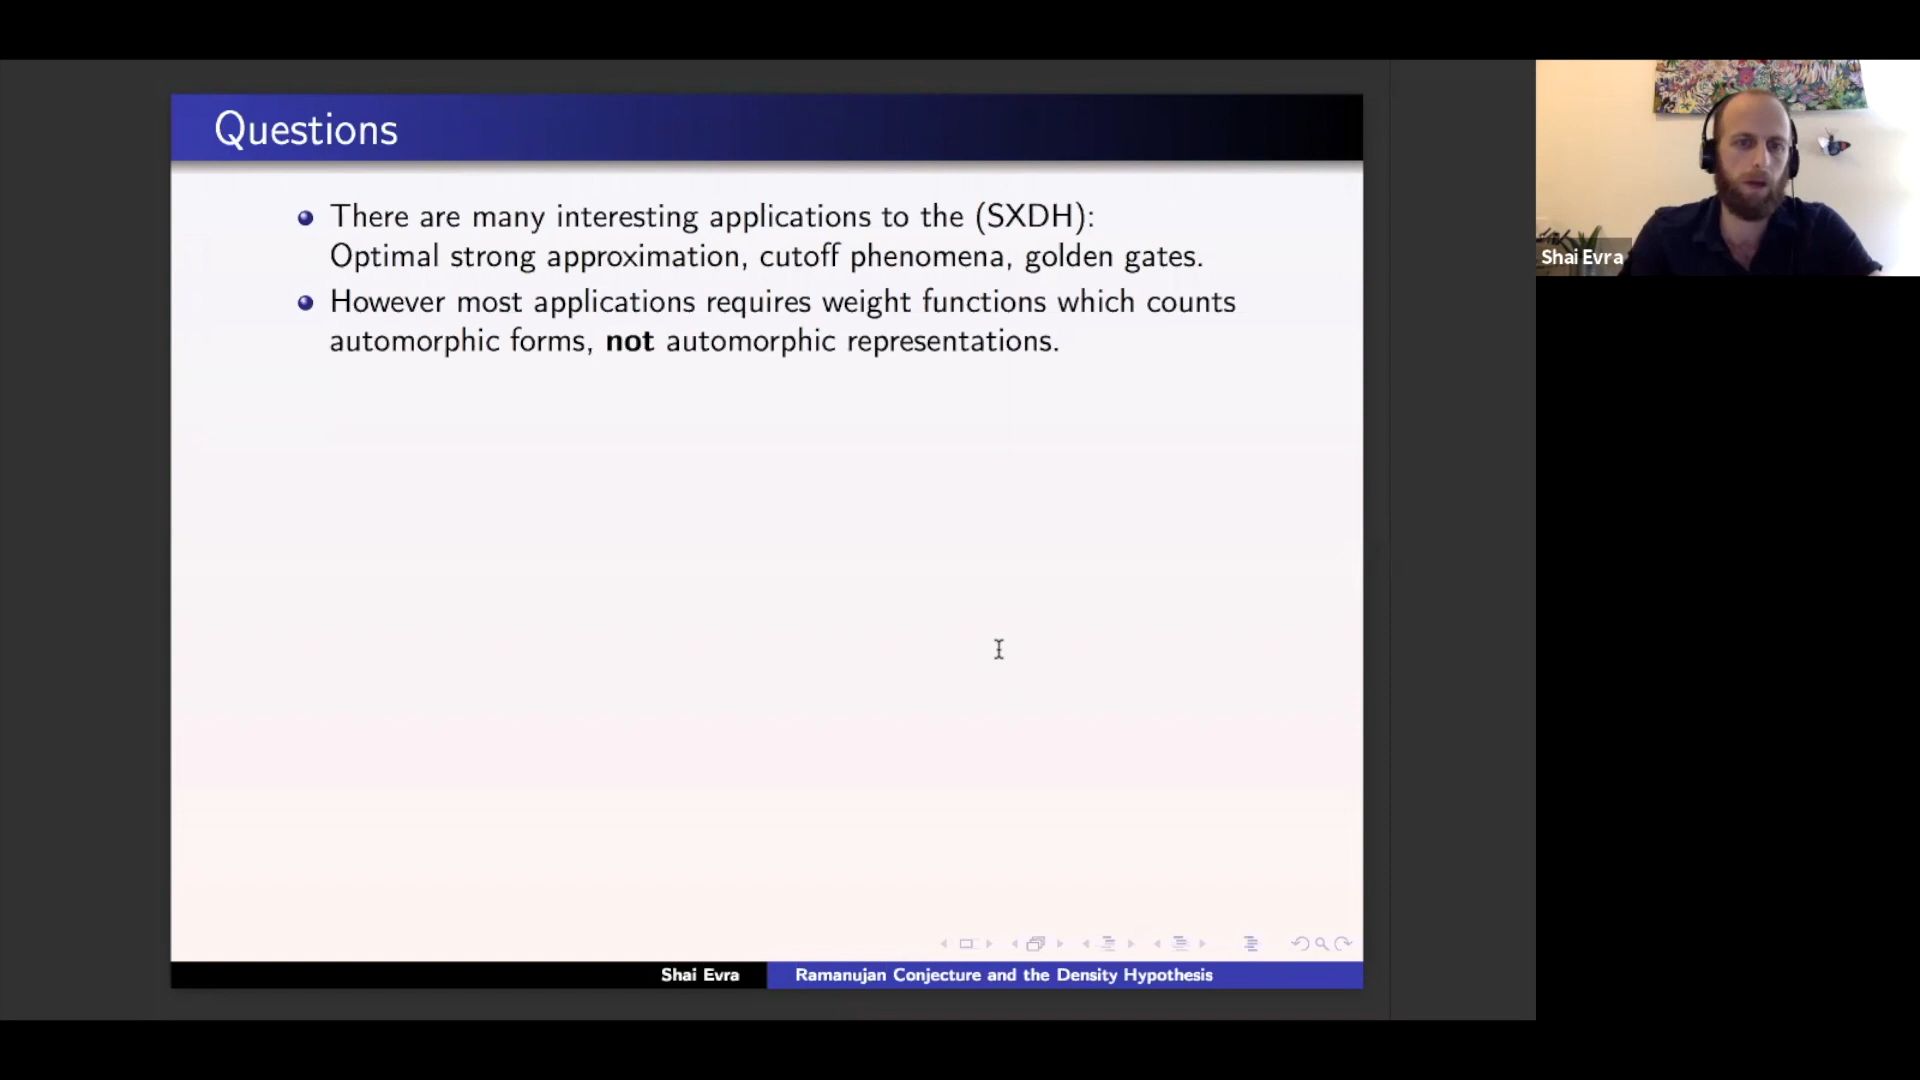 Questions
There are many interesting applications to the (SXDH):
Optimal strong approximation, cutoff phenomena, golden gates.
However most applications requires weight functions which counts
automorphic forms, not automorphic representations.
Shai Evra
Shai Evra
Ramanujan Conjecture and the Density Hypothesis